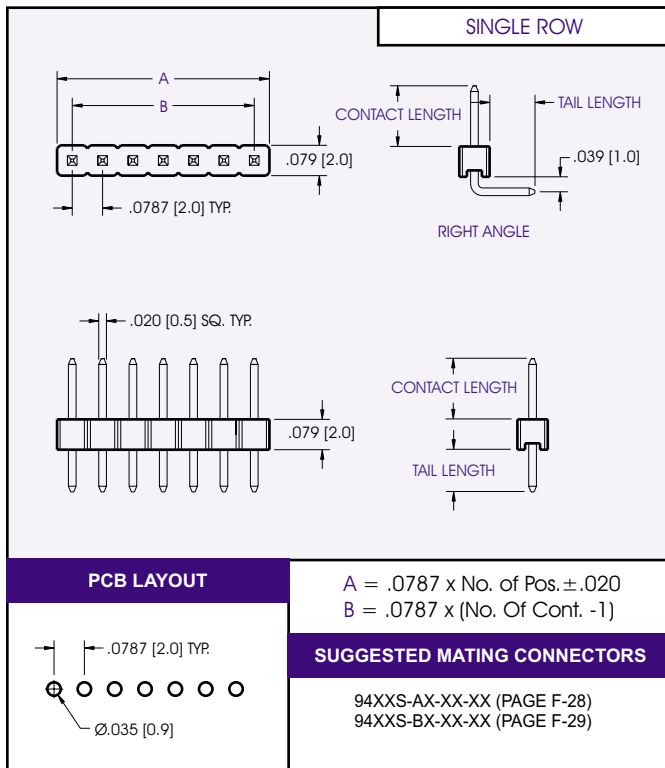 SINGLE ROW
A
B
.079 [2.0]
.0787 [2.0] TYP.
CONTACT LENGTH
TAIL LENGTH
.039 [1.0]
RIGHT ANGLE
.020 [0.5] SQ. TYP.
.079 [2.0]
CONTACT LENGTH
TAIL LENGTH
PCB LAYOUT
.0787 [2.0] TYP.
Ø.035 [0.9]
A = .0787 x No. of Pos.±.020
B = .0787 x (No. Of Cont. -1)
SUGGESTED MATING CONNECTORS
94XXS-AX-XX-XX (PAGE F-28)
94XXS-BX-XX-XX (PAGE F-29)